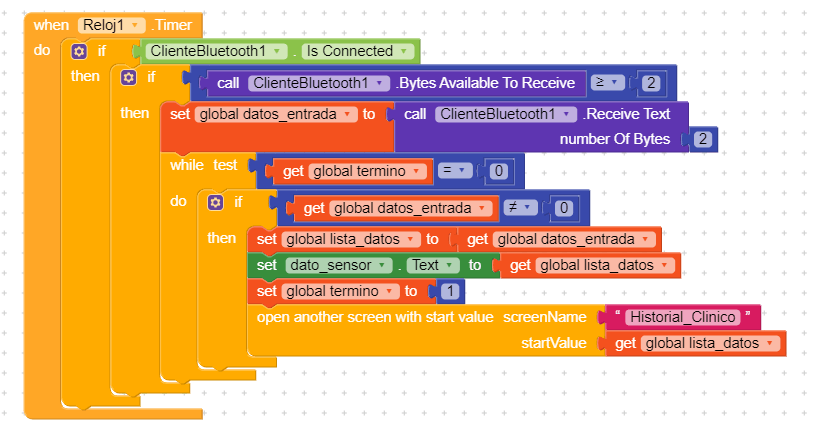 when Reloj1 .Timer
do if ClienteBluetooth1 . Is Connected
then if call ClienteBluetooth1 .Bytes Available To Receive ≥ 2
then set global datos_entrada to call ClienteBluetooth1 .Receive Text
number Of Bytes 2
while test get global termino = 0
do if get global datos_entrada ≠ 0
then set global lista_datos to get global datos_entrada
set dato_sensor . Text to get global lista_datos
set global termino to 1
open another screen with start value screenName " Historial_Clinico "
startValue get global lista_datos